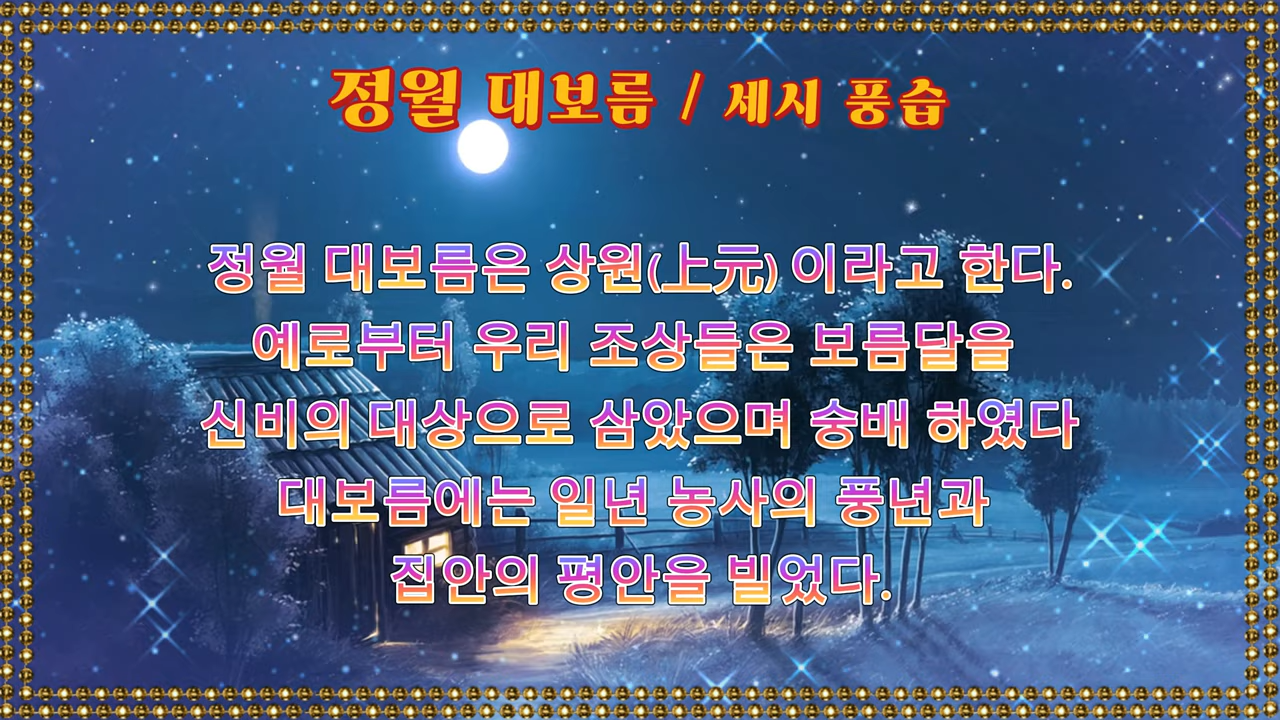 정월 대보름 / 세시 풍습
정월 대보름은 상원(上元) 이라고 한다.
예로부터 우리 조상들은 보름달을
신비의 대상으로 삼았으며 숭배 하였다
대보름에는 일년 농사의 풍년과
집안의 평안을 빌었다.